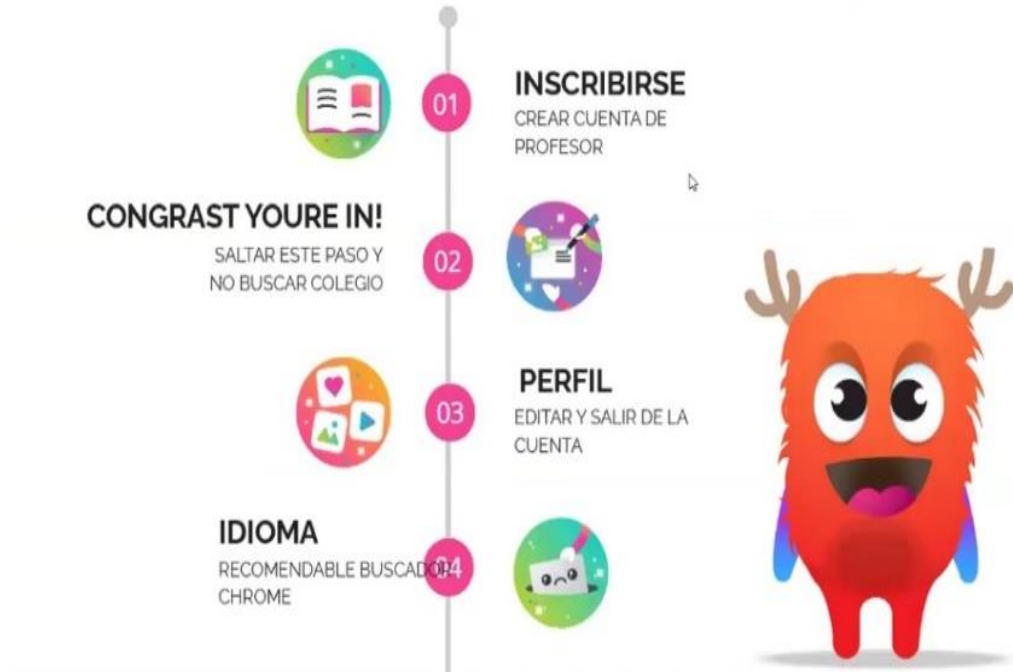 01
INSCRIBIRSE
CREAR CUENTA DE
PROFESOR
CONGRAST YOURE IN!
SALTAR ESTE PASO Y
NO BUSCAR COLEGIO
02
03
PERFIL
EDITAR Y SALIR DE LA
CUENTA
IDIOMA
RECOMENDABLE BUSCADOR
CHROME
04